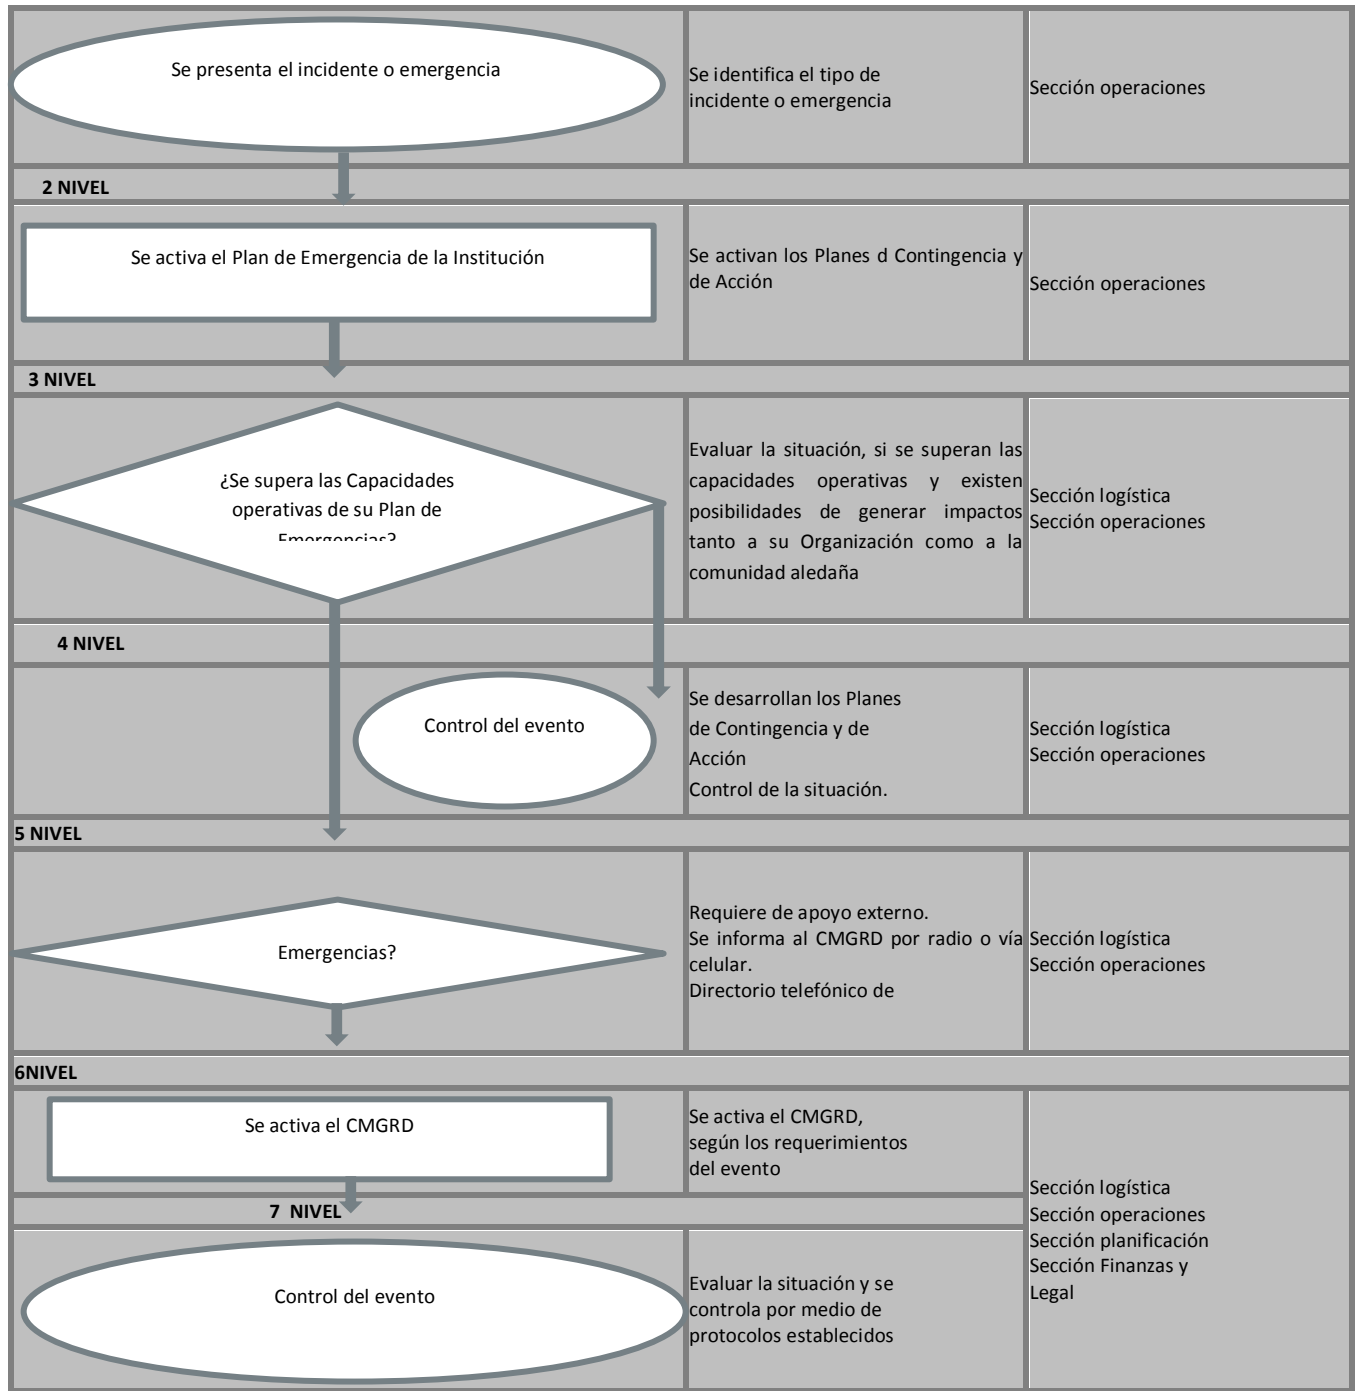 Se presenta el incidente o emergencia
Se identifica el tipo de
incidente o emergencia
Sección operaciones
2 NIVEL
Se activa el Plan de Emergencia de la Institución
Se activan los Planes d Contingencia y
de Acción
Sección operaciones
3 NIVEL
¿Se supera las Capacidades
operativas de su Plan de
Emergencias?
Evaluar la situación, si se superan las
capacidades operativas y existen
posibilidades de generar impactos
tanto a su Organización como a la
comunidad aledaña
Sección logística
Sección operaciones
4 NIVEL
Control del evento
Se desarrollan los Planes
de Contingencia y de
Acción
Control de la situación.
Sección logística
Sección operaciones
5 NIVEL
Emergencias?
Requiere de apoyo externo.
Se informa al CMGRD por radio o vía
celular.
Directorio telefónico de
Sección logística
Sección operaciones
6NIVEL
Se activa el CMGRD
Se activa el CMGRD,
según los requerimientos
del evento
Sección logística
Sección operaciones
Sección planificación
Sección Finanzas y
Legal
7 NIVEL
Control del evento
Evaluar la situación y se
controla por medio de
protocolos establecidos